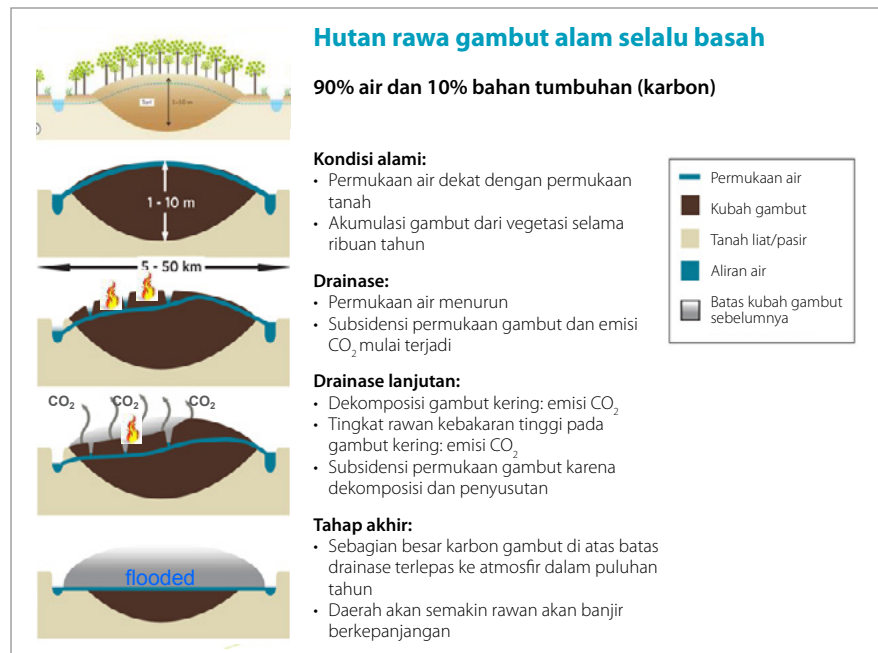 Hutan rawa gambut alam selalu basah
90% air dan 10% bahan tumbuhan (karbon)
Kondisi alami:
• Permukaan air dekat dengan permukaan
tanah
• Akumulasi gambut dari vegetasi selama
ribuan tahun
1 - 10 m
5 - 50 km
Drainase:
• Permukaan air menurun
• Subsidensi permukaan gambut dan emisi
CO₂ mulai terjadi
CO₂ CO₂ CO₂
Drainase lanjutan:
• Dekomposisi gambut kering: emisi CO₂
• Tingkat rawan kebakaran tinggi pada
gambut kering: emisi CO₂
• Subsidensi permukaan gambut karena
dekomposisi dan penyusutan
Tahap akhir:
• Sebagian besar karbon gambut di atas batas
drainase terlepas ke atmosfir dalam puluhan
tahun
• Daerah akan semakin rawan akan banjir
berkepanjangan
flooded
Permukaan air
Kubah gambut
Tanah liat/pasir
Aliran air
Batas kubah gambut
sebelumnya